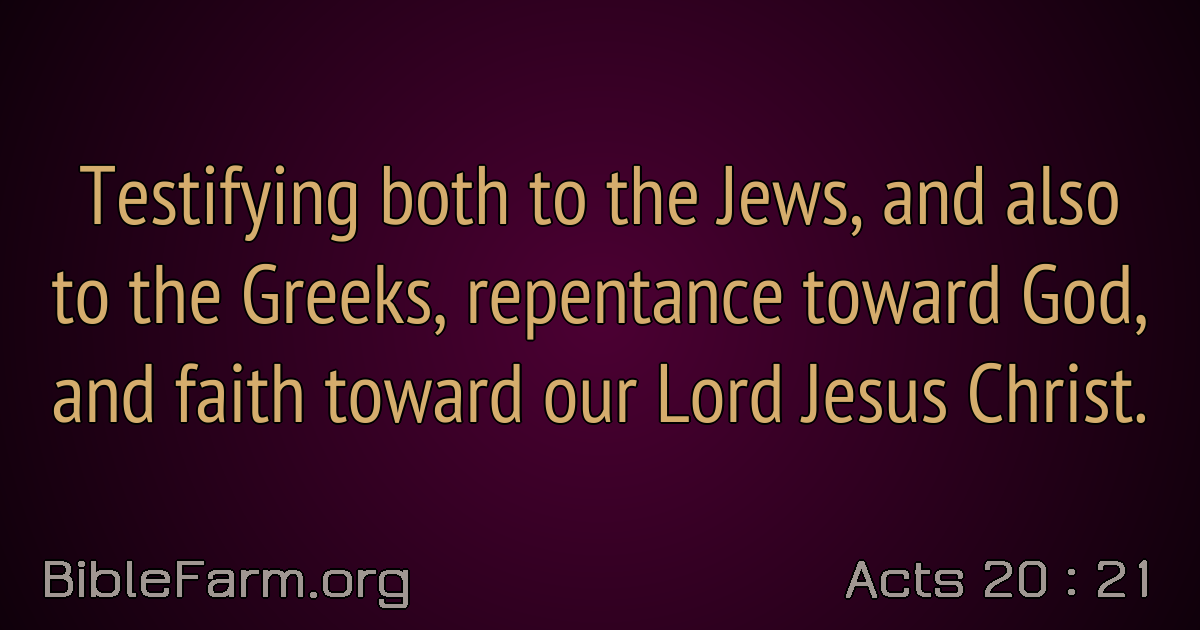 Testifying both to the Jews, and also
to the Greeks, repentance toward God,
and faith toward our Lord Jesus Christ.
BibleFarm.org
Acts 20 : 21